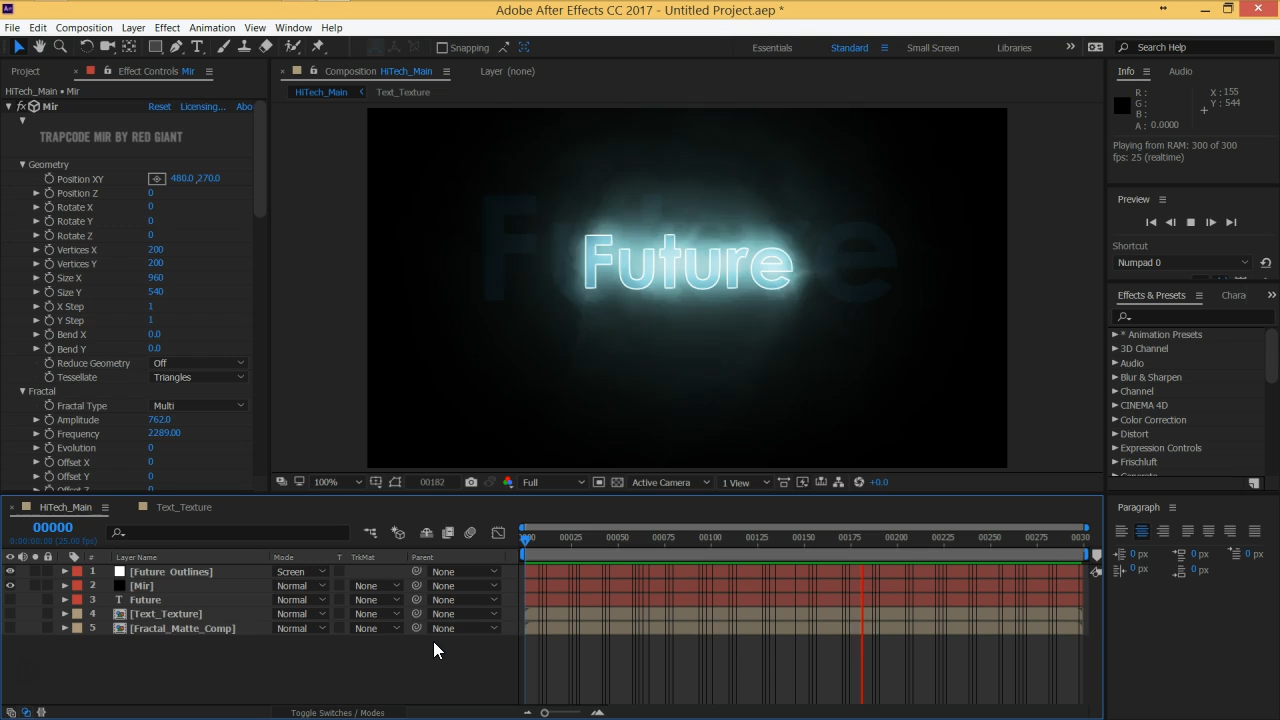 Adobe After Effects CC 2017 - Untitled Project.aep *
File Edit Composition Layer Effect Animation View Window Help
Snapping
Essentials Standard Small Screen Libraries
Search Help
Project
Effect Controls Mir
Composition HiTech_Main
Layer (none)
Info Audio
HiTech_Main • Mir
HiTech_Main Text_Texture
fx Mir Reset Licensing... Abo
TRAPCODE MIR BY RED GIANT
Geometry
Position XY 480.0 ,270.0
Position Z 0
Rotate X 0
Rotate Y 0
Rotate Z 0
Vertices X 200
Vertices Y 200
Size X 960
Size Y 540
X Step 1
Y Step 1
Bend X 0.0
Bend Y 0.0
Reduce Geometry Off
Tessellate Triangles
Fractal
Fractal Type Multi
Amplitude 762.0
Frequency 2289.00
Evolution 0
Offset X 0
Offset Y 0
Future
Future
100% 00182 Full Active Camera 1 View +0.0
R :
G :
B :
A : 0.0000
X : 155
Y : 544
Playing from RAM: 300 of 300
fps: 25 (realtime)
Preview
Shortcut
Numpad 0
Effects & Presets Chara
* Animation Presets
3D Channel
Audio
Blur & Sharpen
Channel
CINEMA 4D
Color Correction
Distort
Expression Controls
Frischluft
Generate
Paragraph
0 px 0 px 0 px
0 px 0 px
HiTech_Main Text_Texture
00000
0:00:00:00 (25.00 fps)
00025 00050 00075 00100 00125 00150 00175 00200 00225 00250 00275 0030
# Layer Name Mode T TrkMat Parent
1 [Future Outlines] Screen None
2 [Mir] Normal None None
3 T Future Normal None None
4 [Text_Texture] Normal None None
5 [Fractal_Matte_Comp] Normal None None
Toggle Switches / Modes